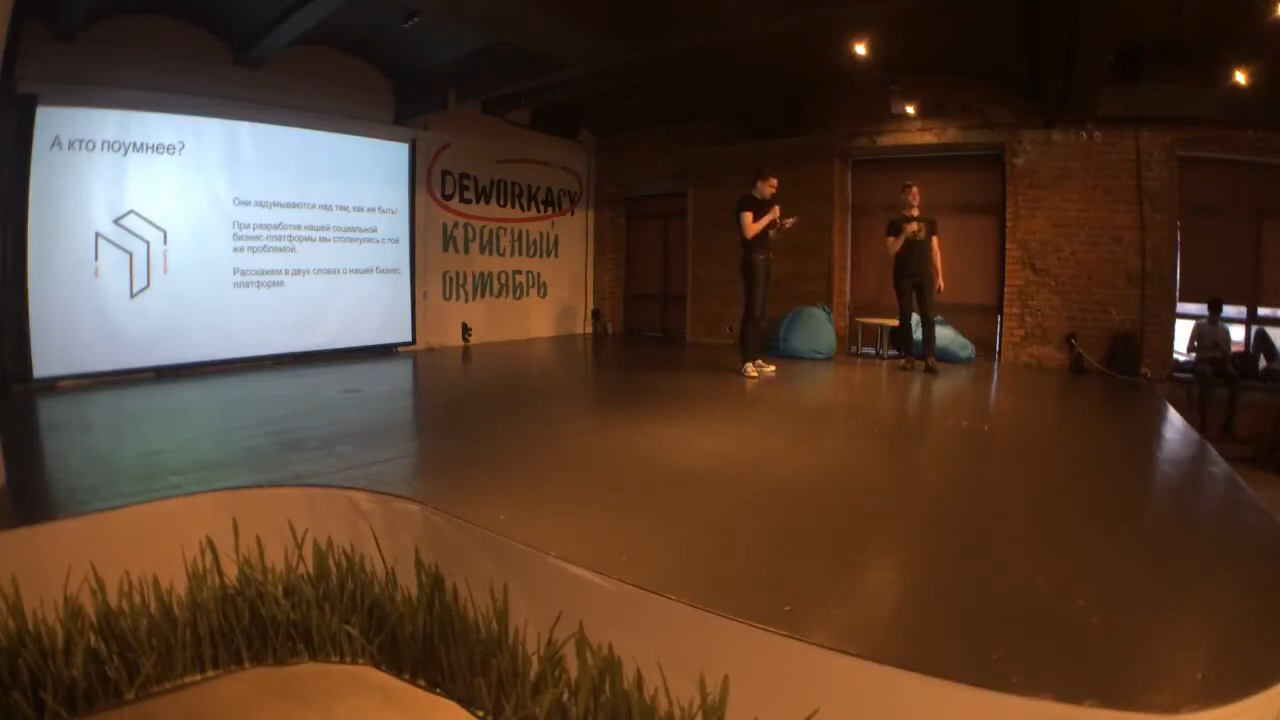 А кто поумнее?
Они задумываются над тем, как же быть!
При разработке нашей социальной
бизнес-платформы мы столкнулись с той
же проблемой.
Расскажем в двух словах о нашей бизнес-
платформе.
DEWORKACY
КРАСНЫЙ
ОКТЯБРЬ